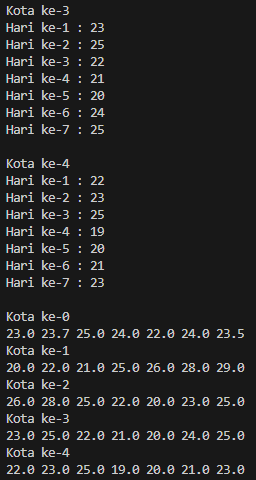 Kota ke-3
Hari ke-1 : 23
Hari ke-2 : 25
Hari ke-3 : 22
Hari ke-4 : 21
Hari ke-5 : 20
Hari ke-6 : 24
Hari ke-7 : 25

Kota ke-4
Hari ke-1 : 22
Hari ke-2 : 23
Hari ke-3 : 25
Hari ke-4 : 19
Hari ke-5 : 20
Hari ke-6 : 21
Hari ke-7 : 23

Kota ke-0
23.0 23.7 25.0 24.0 22.0 24.0 23.5
Kota ke-1
20.0 22.0 21.0 25.0 26.0 28.0 29.0
Kota ke-2
26.0 28.0 25.0 22.0 20.0 23.0 25.0
Kota ke-3
23.0 25.0 22.0 21.0 20.0 24.0 25.0
Kota ke-4
22.0 23.0 25.0 19.0 20.0 21.0 23.0